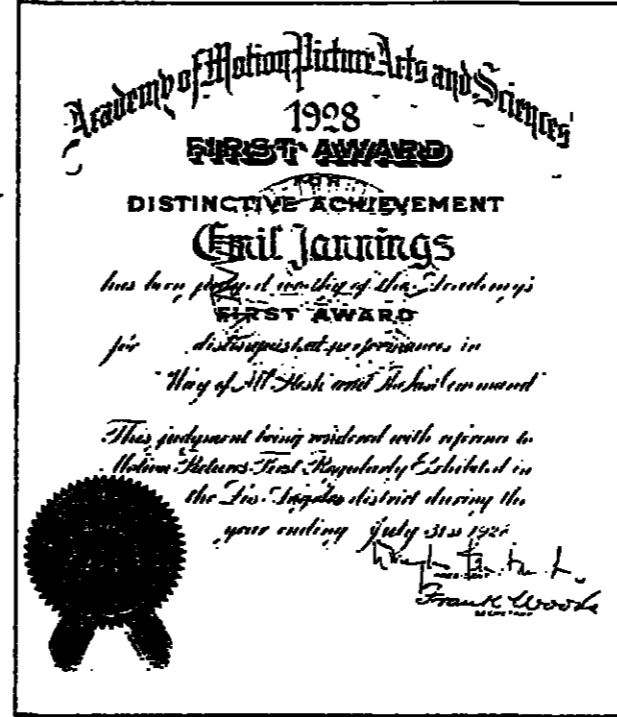 Academy of Motion Picture Arts and Sciences
1928
FIRST AWARD
FOR
DISTINCTIVE ACHIEVEMENT
Emil Jannings
has been judged worthy of the Academy's
FIRST AWARD
for distinguished performances in
Way of All Flesh and The Last Command
This judgment being rendered with reference to
Motion Pictures First Regularly Exhibited in
the Los Angeles district during the
year ending July 31st
PRESIDENT
Frank Woods
SECRETARY